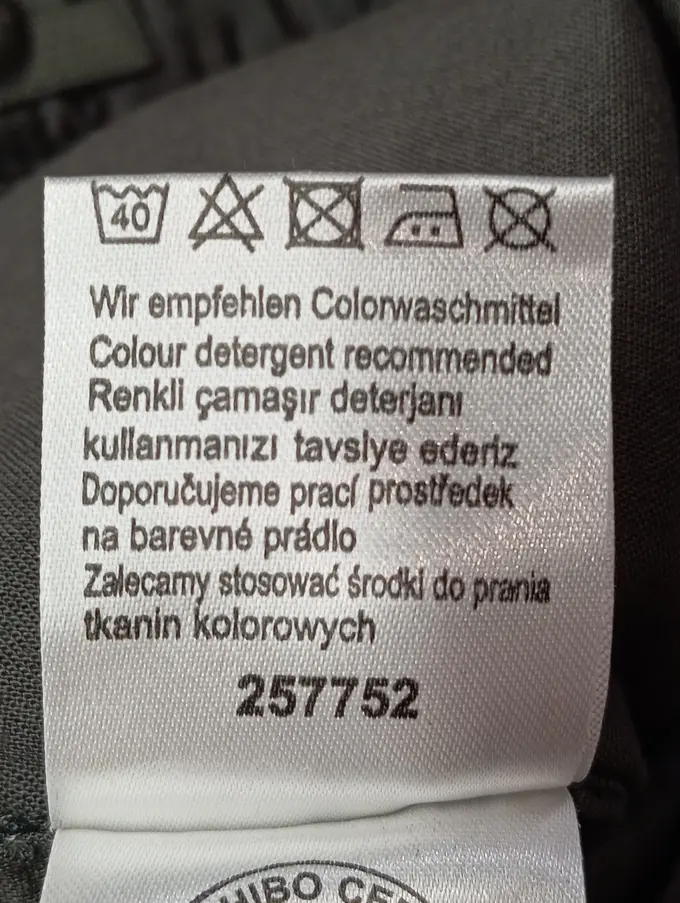 40
Wir empfehlen Colorwaschmittel
Colour detergent recommended
Renkli çamaşır deterjanı
kullanmanızı tavsiye ederiz
Doporučujeme prací prostředek
na barevné prádlo
Zalecamy stosować środki do prania
tkanin kolorowych
257752